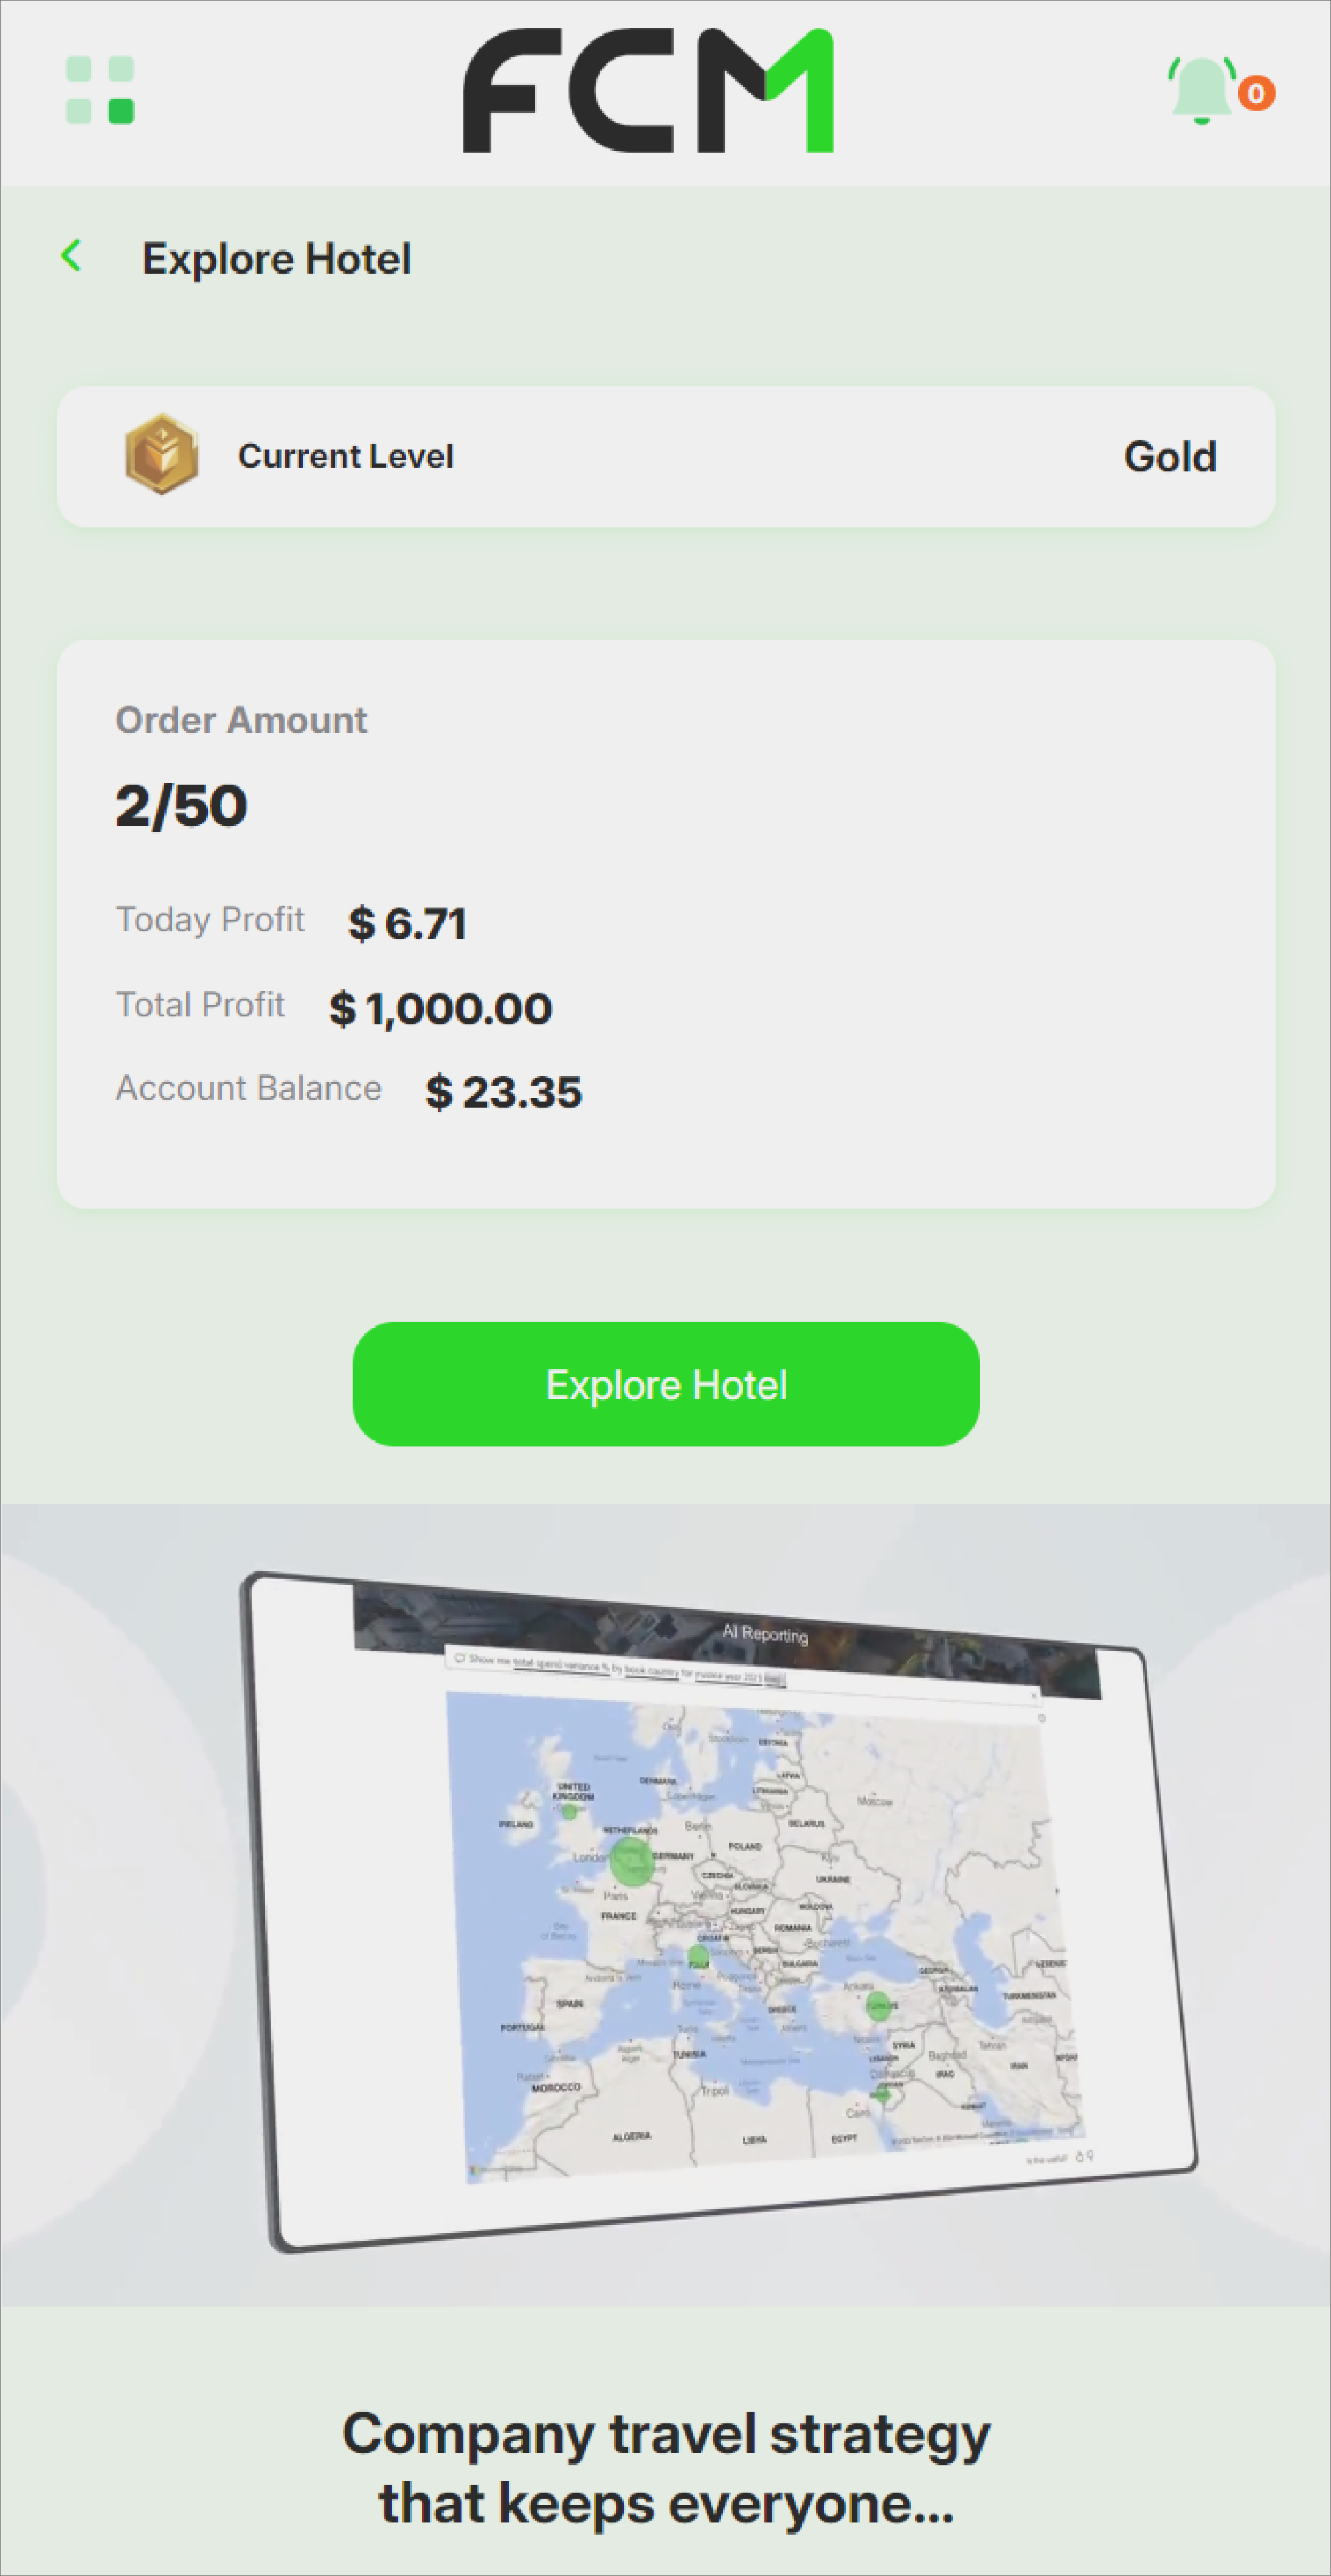 FCM
0
Explore Hotel
Current Level
Gold
Order Amount
2/50
Today Profit $ 6.71
Total Profit $ 1,000.00
Account Balance $ 23.35
Explore Hotel
AI Reporting
Show me total spend variance % by book country for invoice year 2023
Stockholm
ESTONIA
LATVIA
LITHUANIA
DENMARK
Copenhagen
Moscow
UNITED
KINGDOM
IRELAND
NETHERLANDS
Berlin
BELARUS
POLAND
London
GERMANY
Kyiv
CZECHIA
UKRAINE
SLOVAKIA
Paris
Vienna
FRANCE
HUNGARY
MOLDOVA
ROMANIA
CROATIA
Bucharest
SERBIA
BULGARIA
ITALY
Rome
Ankara
GEORGIA
AZERBAIJAN
TURKMENISTAN
SPAIN
GREECE
Athens
PORTUGAL
Tunis
SYRIA
Tehran
TUNISIA
LEBANON
Baghdad
Damascus
IRAQ
IRAN
Rabat
MOROCCO
Tripoli
Cairo
KUWAIT
ALGERIA
LIBYA
EGYPT
Is this useful?
Company travel strategy
that keeps everyone...